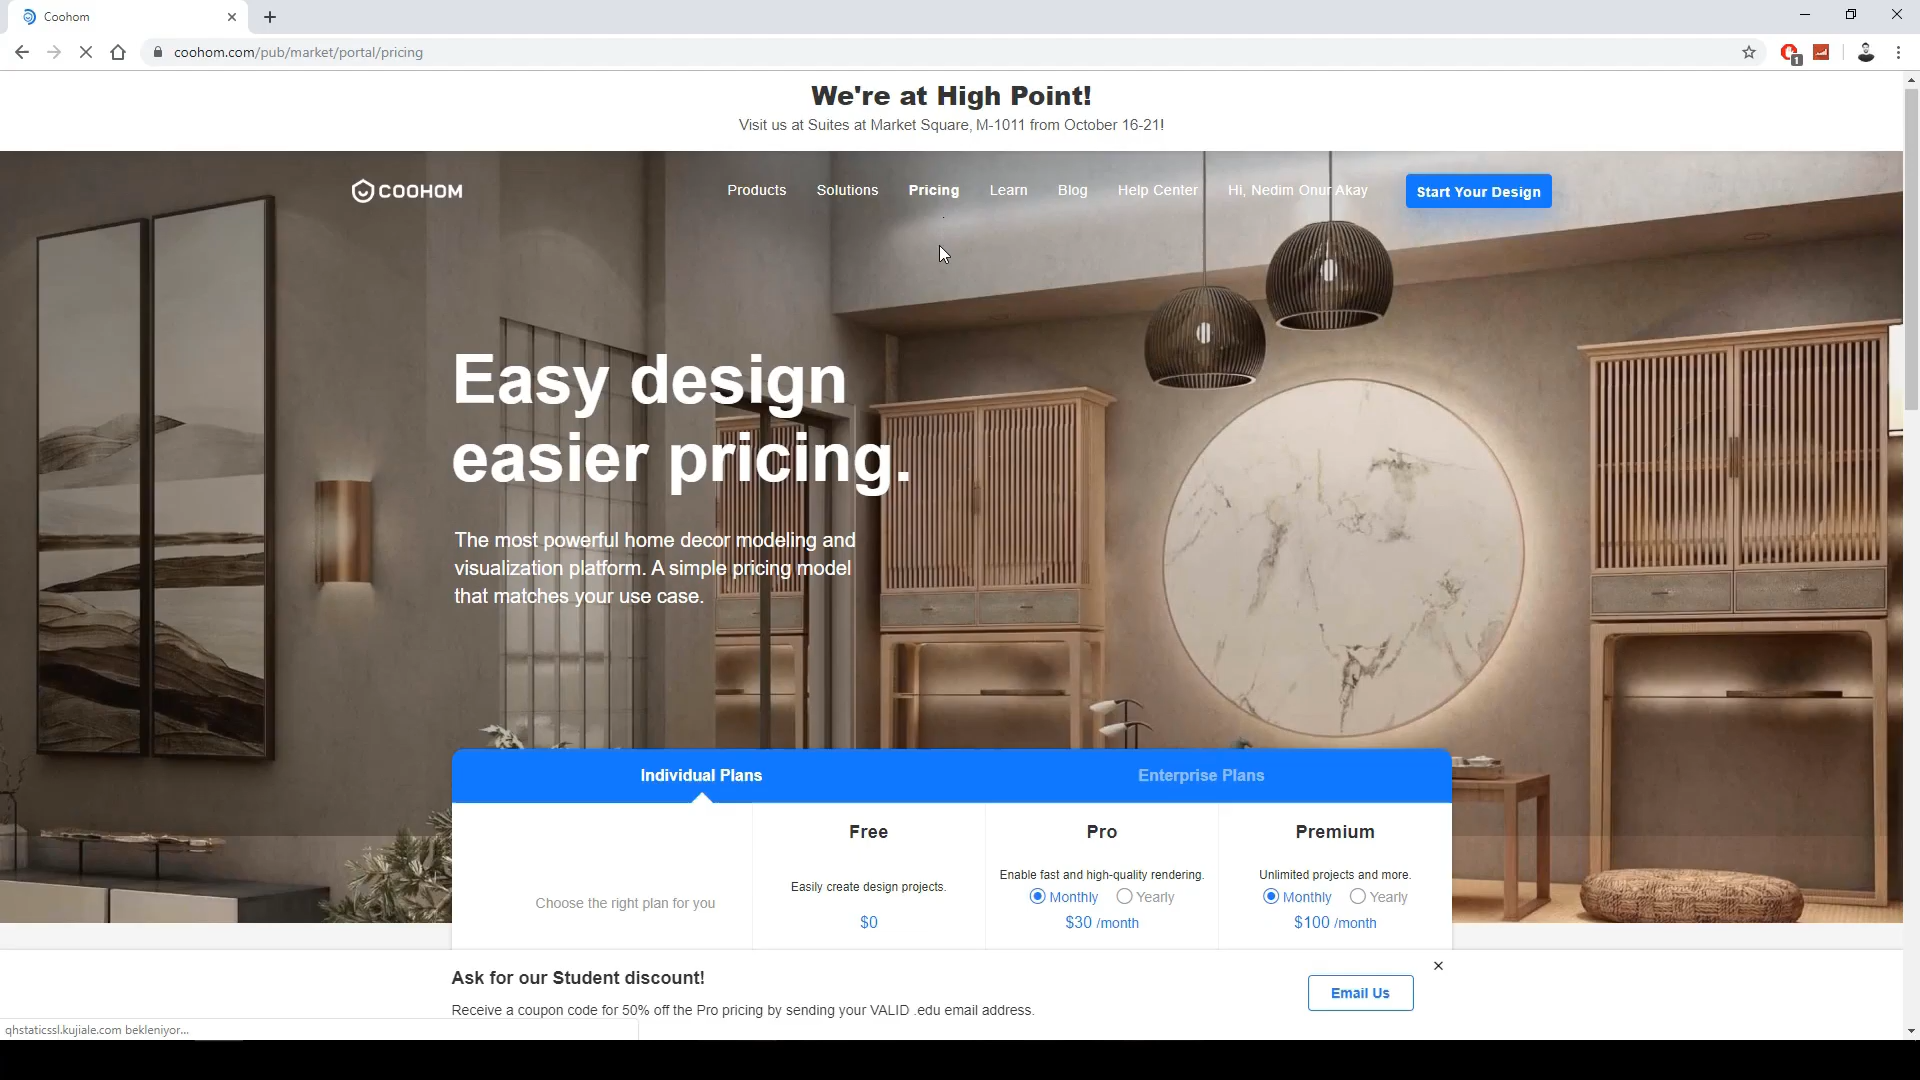 Coohom
coohom.com/pub/market/portal/pricing
1
We're at High Point!
Visit us at Suites at Market Square, M-1011 from October 16-21!
COOHOM
Products
Solutions
Pricing
Learn
Blog
Help Center
Hi, Nedim Onur Akay
Start Your Design
Easy design
easier pricing.
The most powerful home decor modeling and
visualization platform. A simple pricing model
that matches your use case.
Individual Plans
Enterprise Plans
Choose the right plan for you
Free
Easily create design projects.
$0
Pro
Enable fast and high-quality rendering.
Monthly Yearly
$30 /month
Premium
Unlimited projects and more.
Monthly Yearly
$100 /month
Ask for our Student discount!
Receive a coupon code for 50% off the Pro pricing by sending your VALID .edu email address.
Email Us
qhstaticssl.kujiale.com bekleniyor...